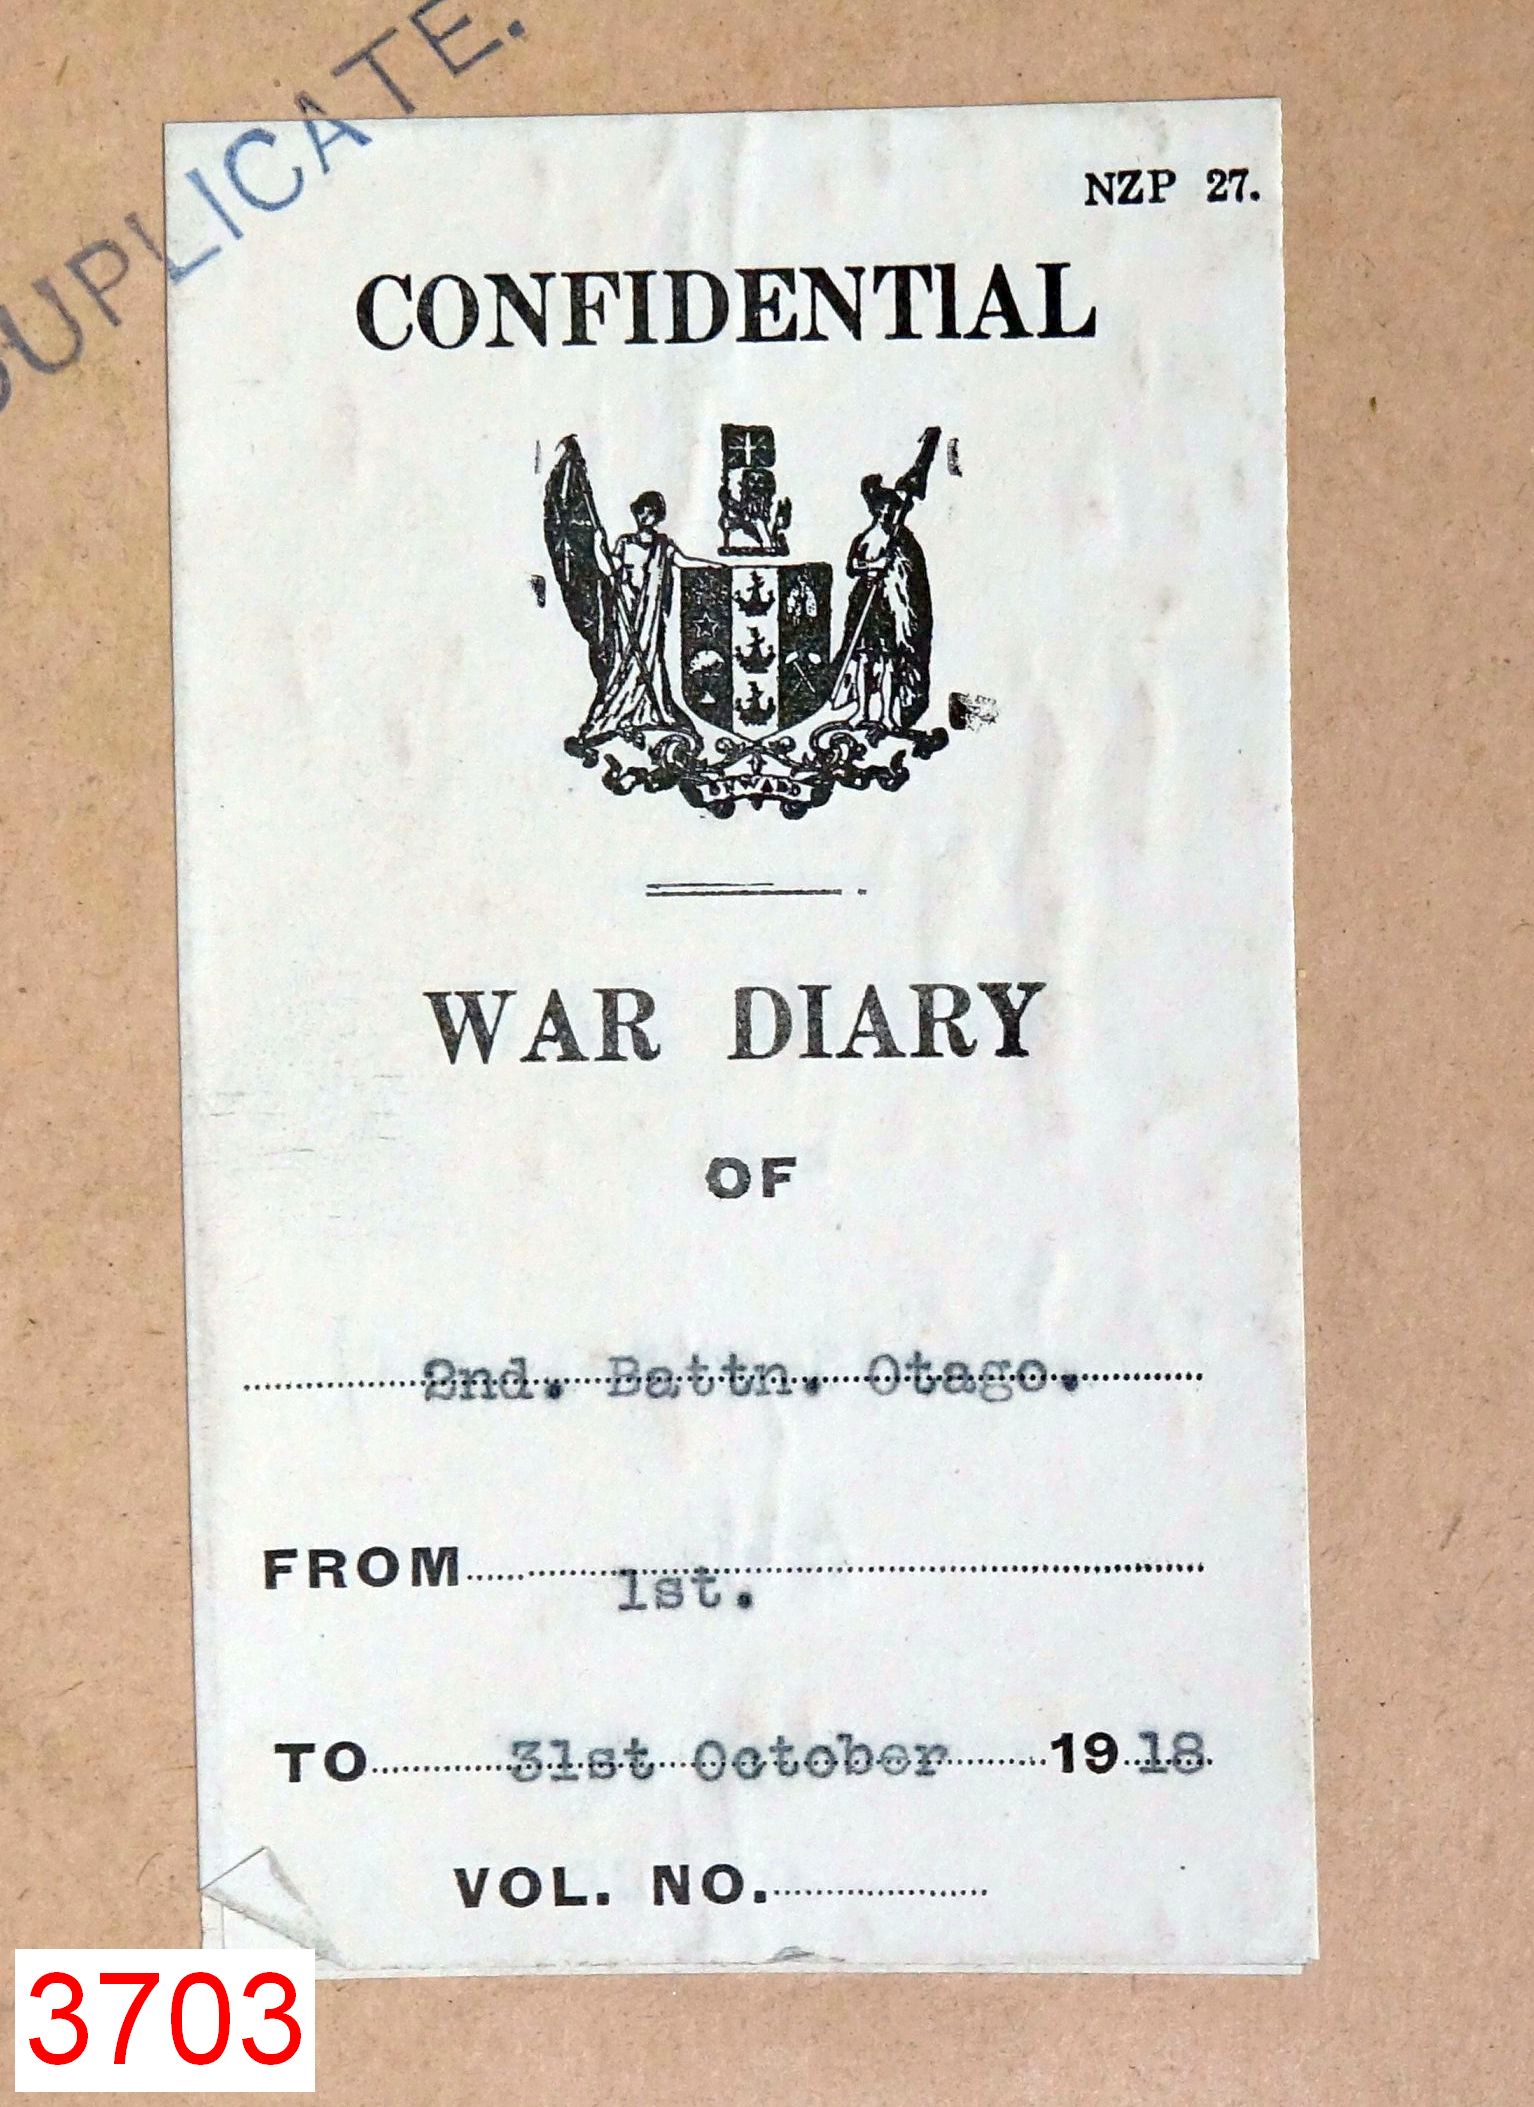 DUPLICATE.
NZP 27.
CONFIDENTIAL
ONWARD
WAR DIARY
OF
2nd. Battn. Otago.
FROM 1st.
TO 31st October 1918
VOL. NO.
3703